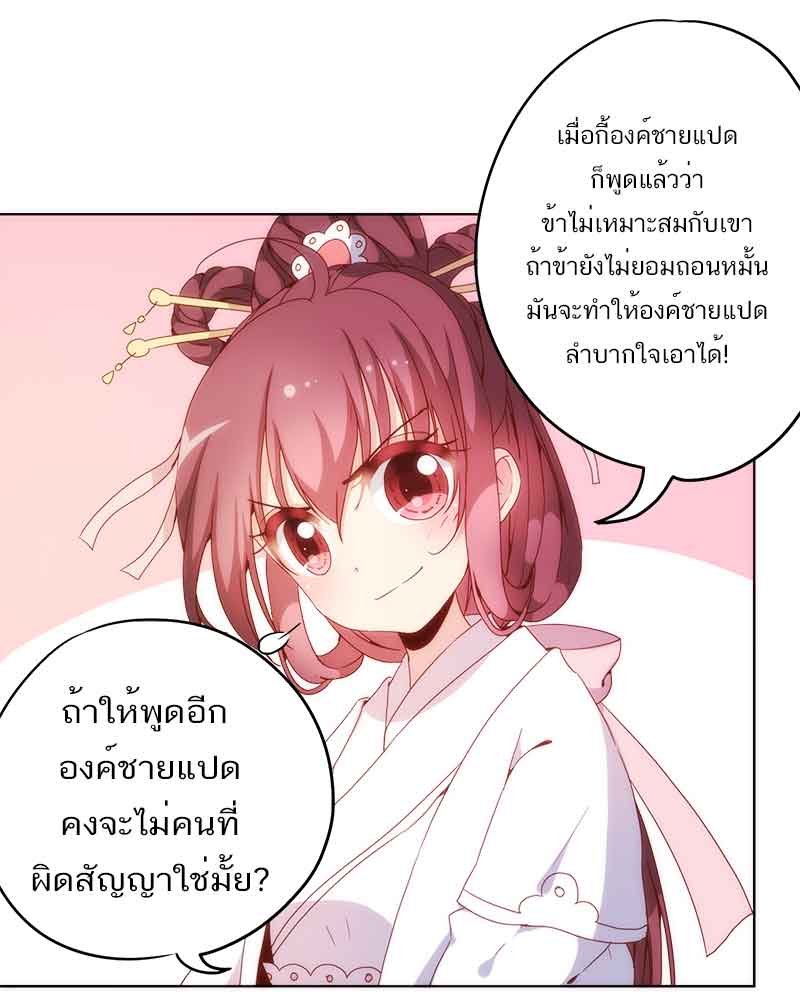 เมื่อกี้องค์ชายแปด
ก็พูดแล้วว่า
ข้าไม่เหมาะสมกับเขา
ถ้าข้ายังไม่ยอมถอนหมั้น
มันจะทำให้องค์ชายแปด
ลำบากใจเอาได้!
ถ้าให้พูดอีก
องค์ชายแปด
คงจะไม่คนที่
ผิดสัญญาใช่มั้ย?